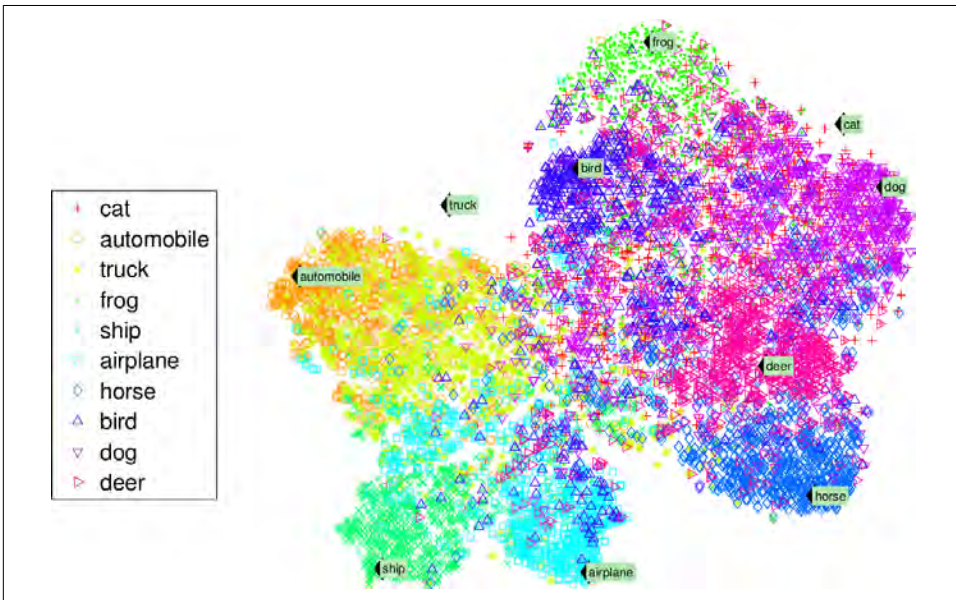 frog
cat
bird
dog
truck
automobile
deer
horse
ship
airplane
cat
automobile
truck
frog
ship
airplane
horse
bird
dog
deer